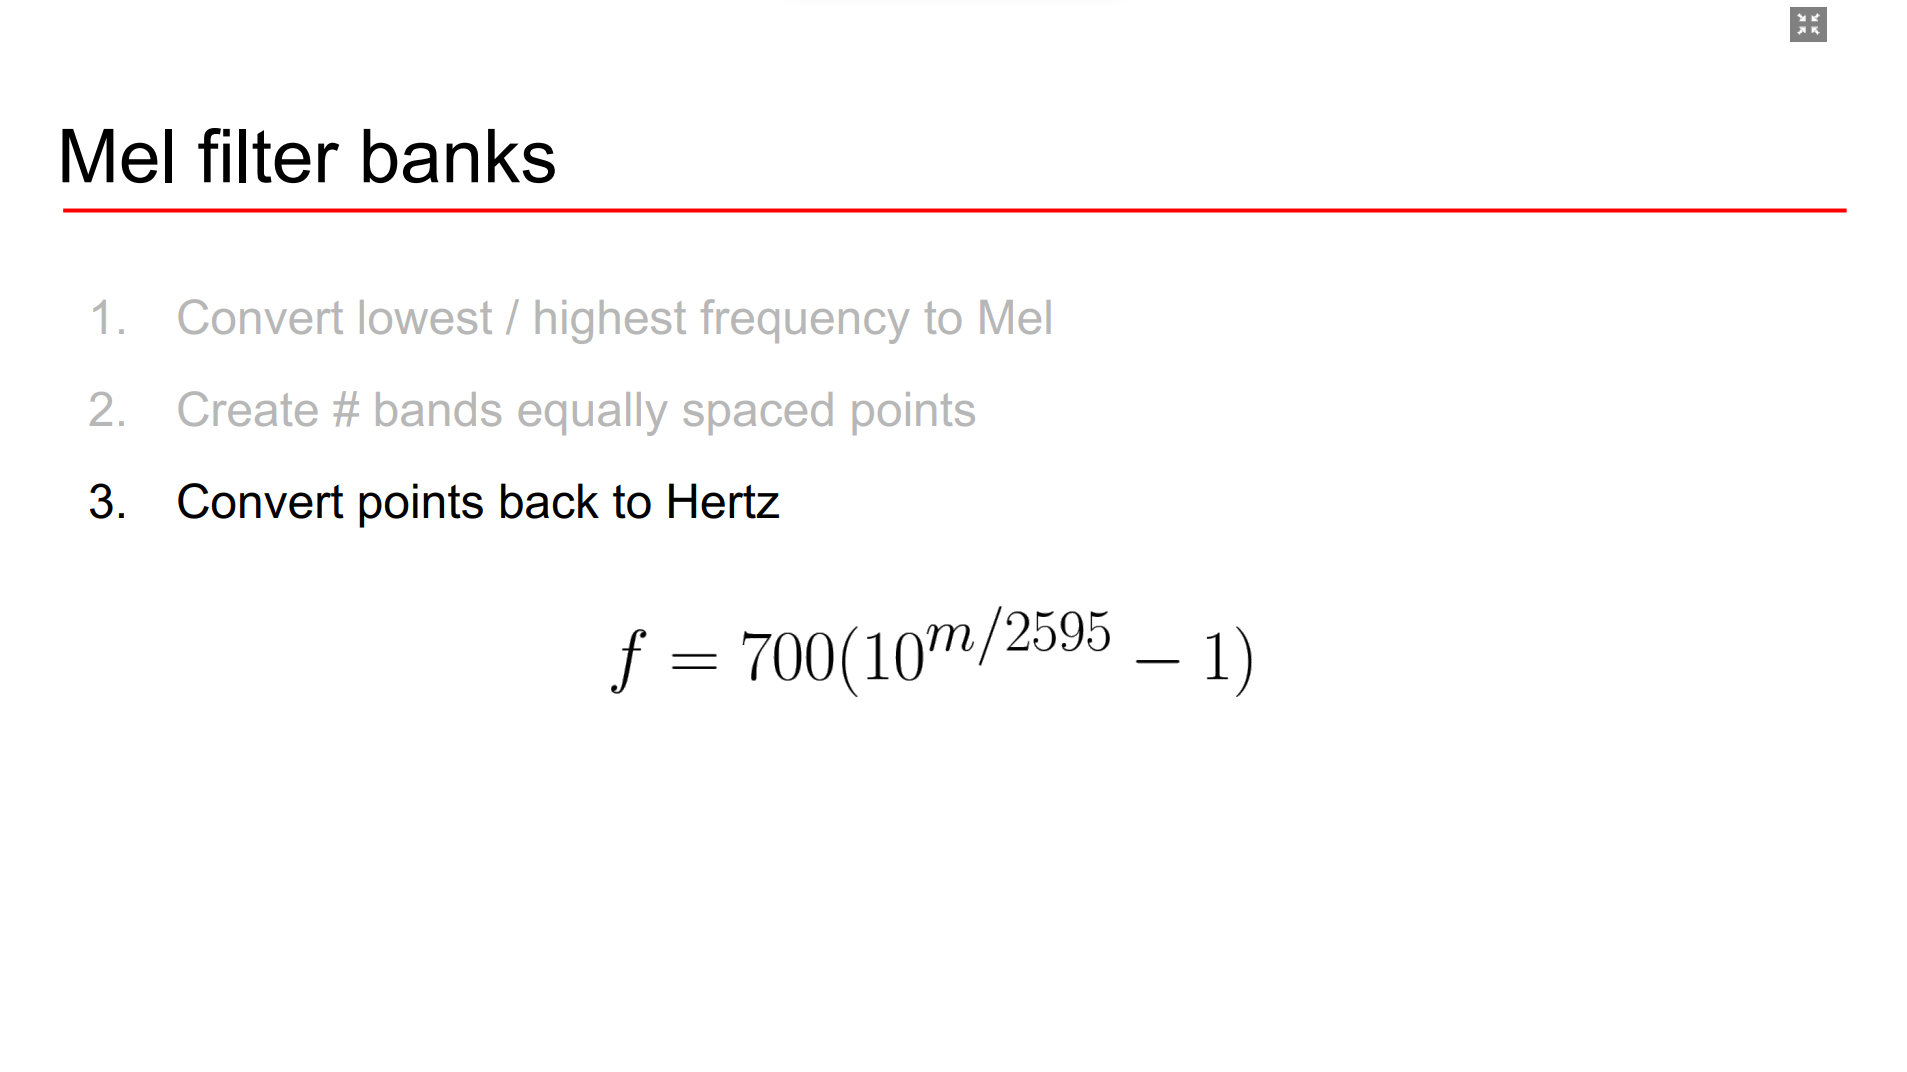 Mel filter banks
1. Convert lowest / highest frequency to Mel
2. Create # bands equally spaced points
3. Convert points back to Hertz
f = 700(10^{m/2595} − 1)